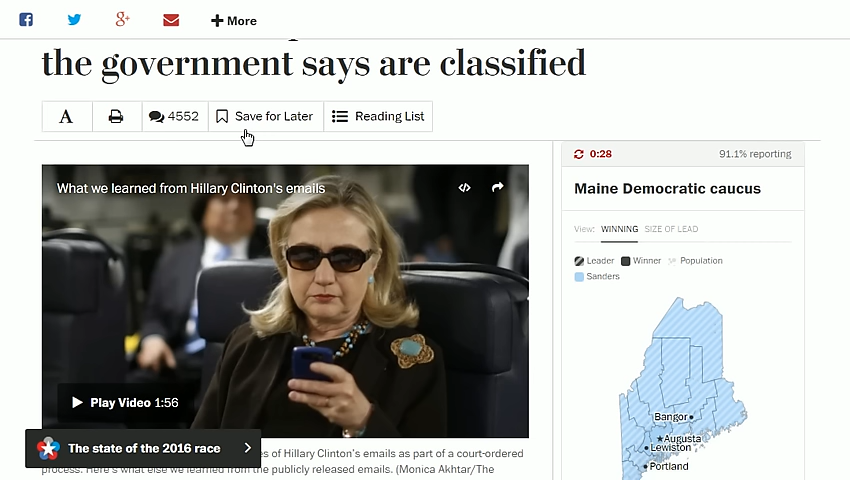 More
the government says are classified
A
4552
Save for Later
Reading List
What we learned from Hillary Clinton's emails
Play Video 1:56
The state of the 2016 race
es of Hillary Clinton's emails as part of a court-ordered
process. Here's what else we learned from the publicly released emails. (Monica Akhtar/The
0:28
91.1% reporting
Maine Democratic caucus
View: WINNING SIZE OF LEAD
Leader Winner Population
Sanders
Bangor
Augusta
Lewiston
Portland